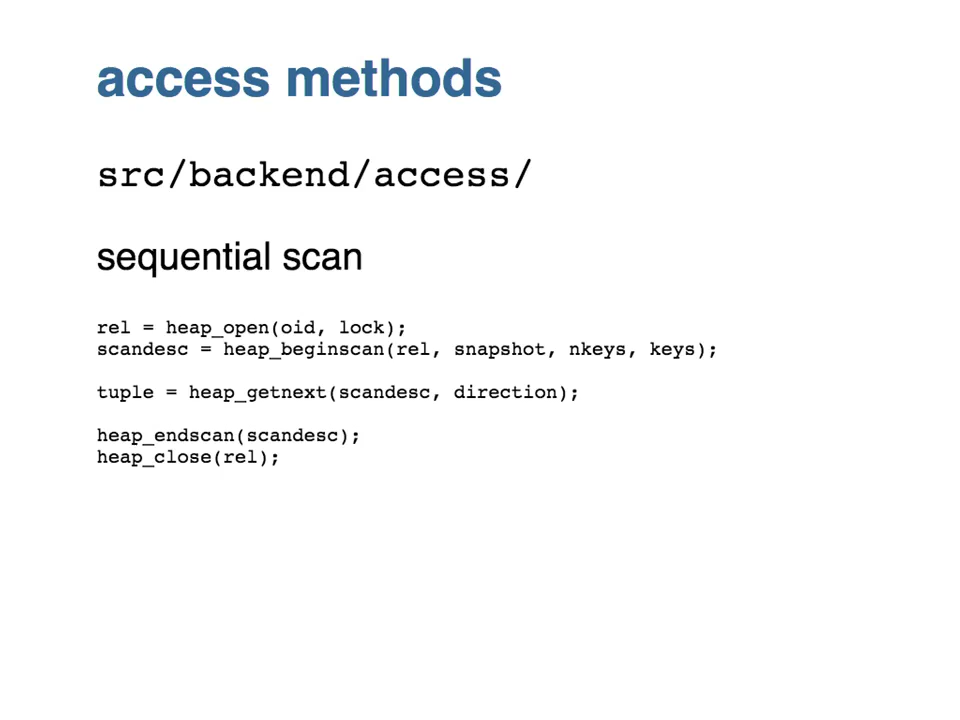 access methods
src/backend/access/
sequential scan
rel = heap_open(oid, lock);
scandesc = heap_beginscan(rel, snapshot, nkeys, keys);
tuple = heap_getnext(scandesc, direction);
heap_endscan(scandesc);
heap_close(rel);